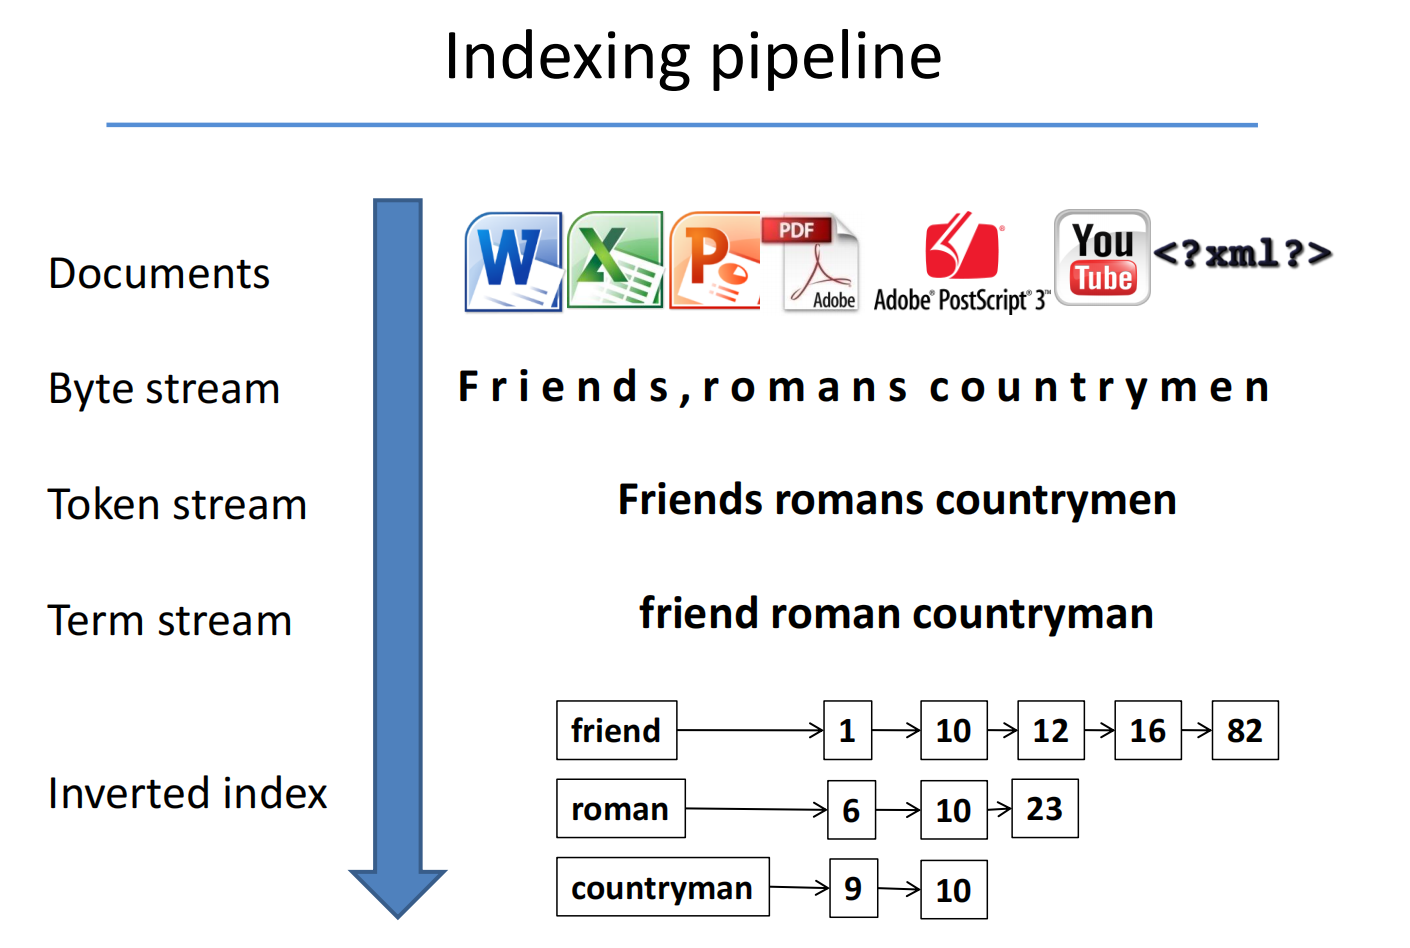 Indexing pipeline
Documents
W X P PDF Adobe Adobe® PostScript® 3™ You Tube <?xml?>
Byte stream
F r i e n d s , r o m a n s c o u n t r y m e n
Token stream
Friends romans countrymen
Term stream
friend roman countryman
Inverted index
friend 1 10 12 16 82
roman 6 10 23
countryman 9 10